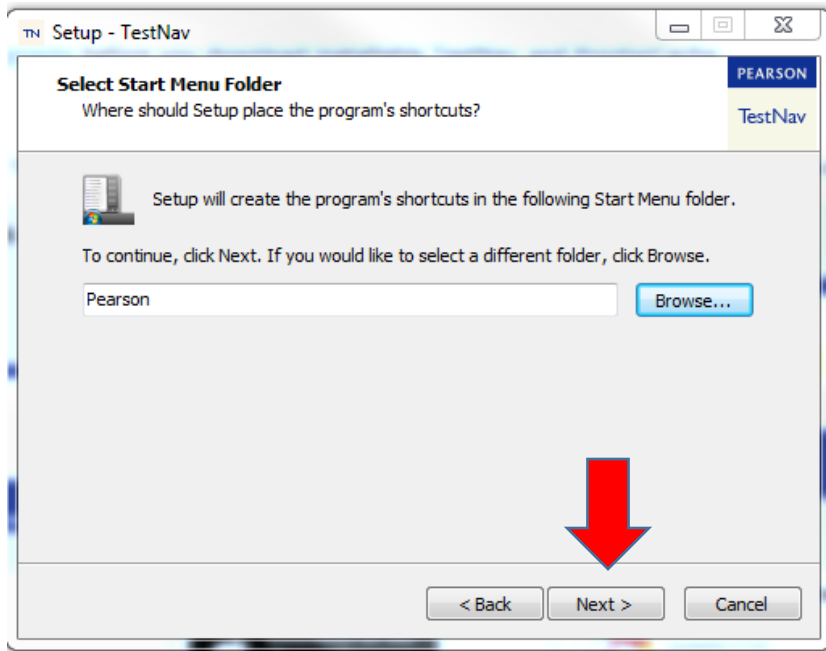 TN Setup - TestNav
Select Start Menu Folder
Where should Setup place the program's shortcuts?
PEARSON
TestNav
Setup will create the program's shortcuts in the following Start Menu folder.
To continue, click Next. If you would like to select a different folder, click Browse.
Pearson
Browse...
< Back
Next >
Cancel